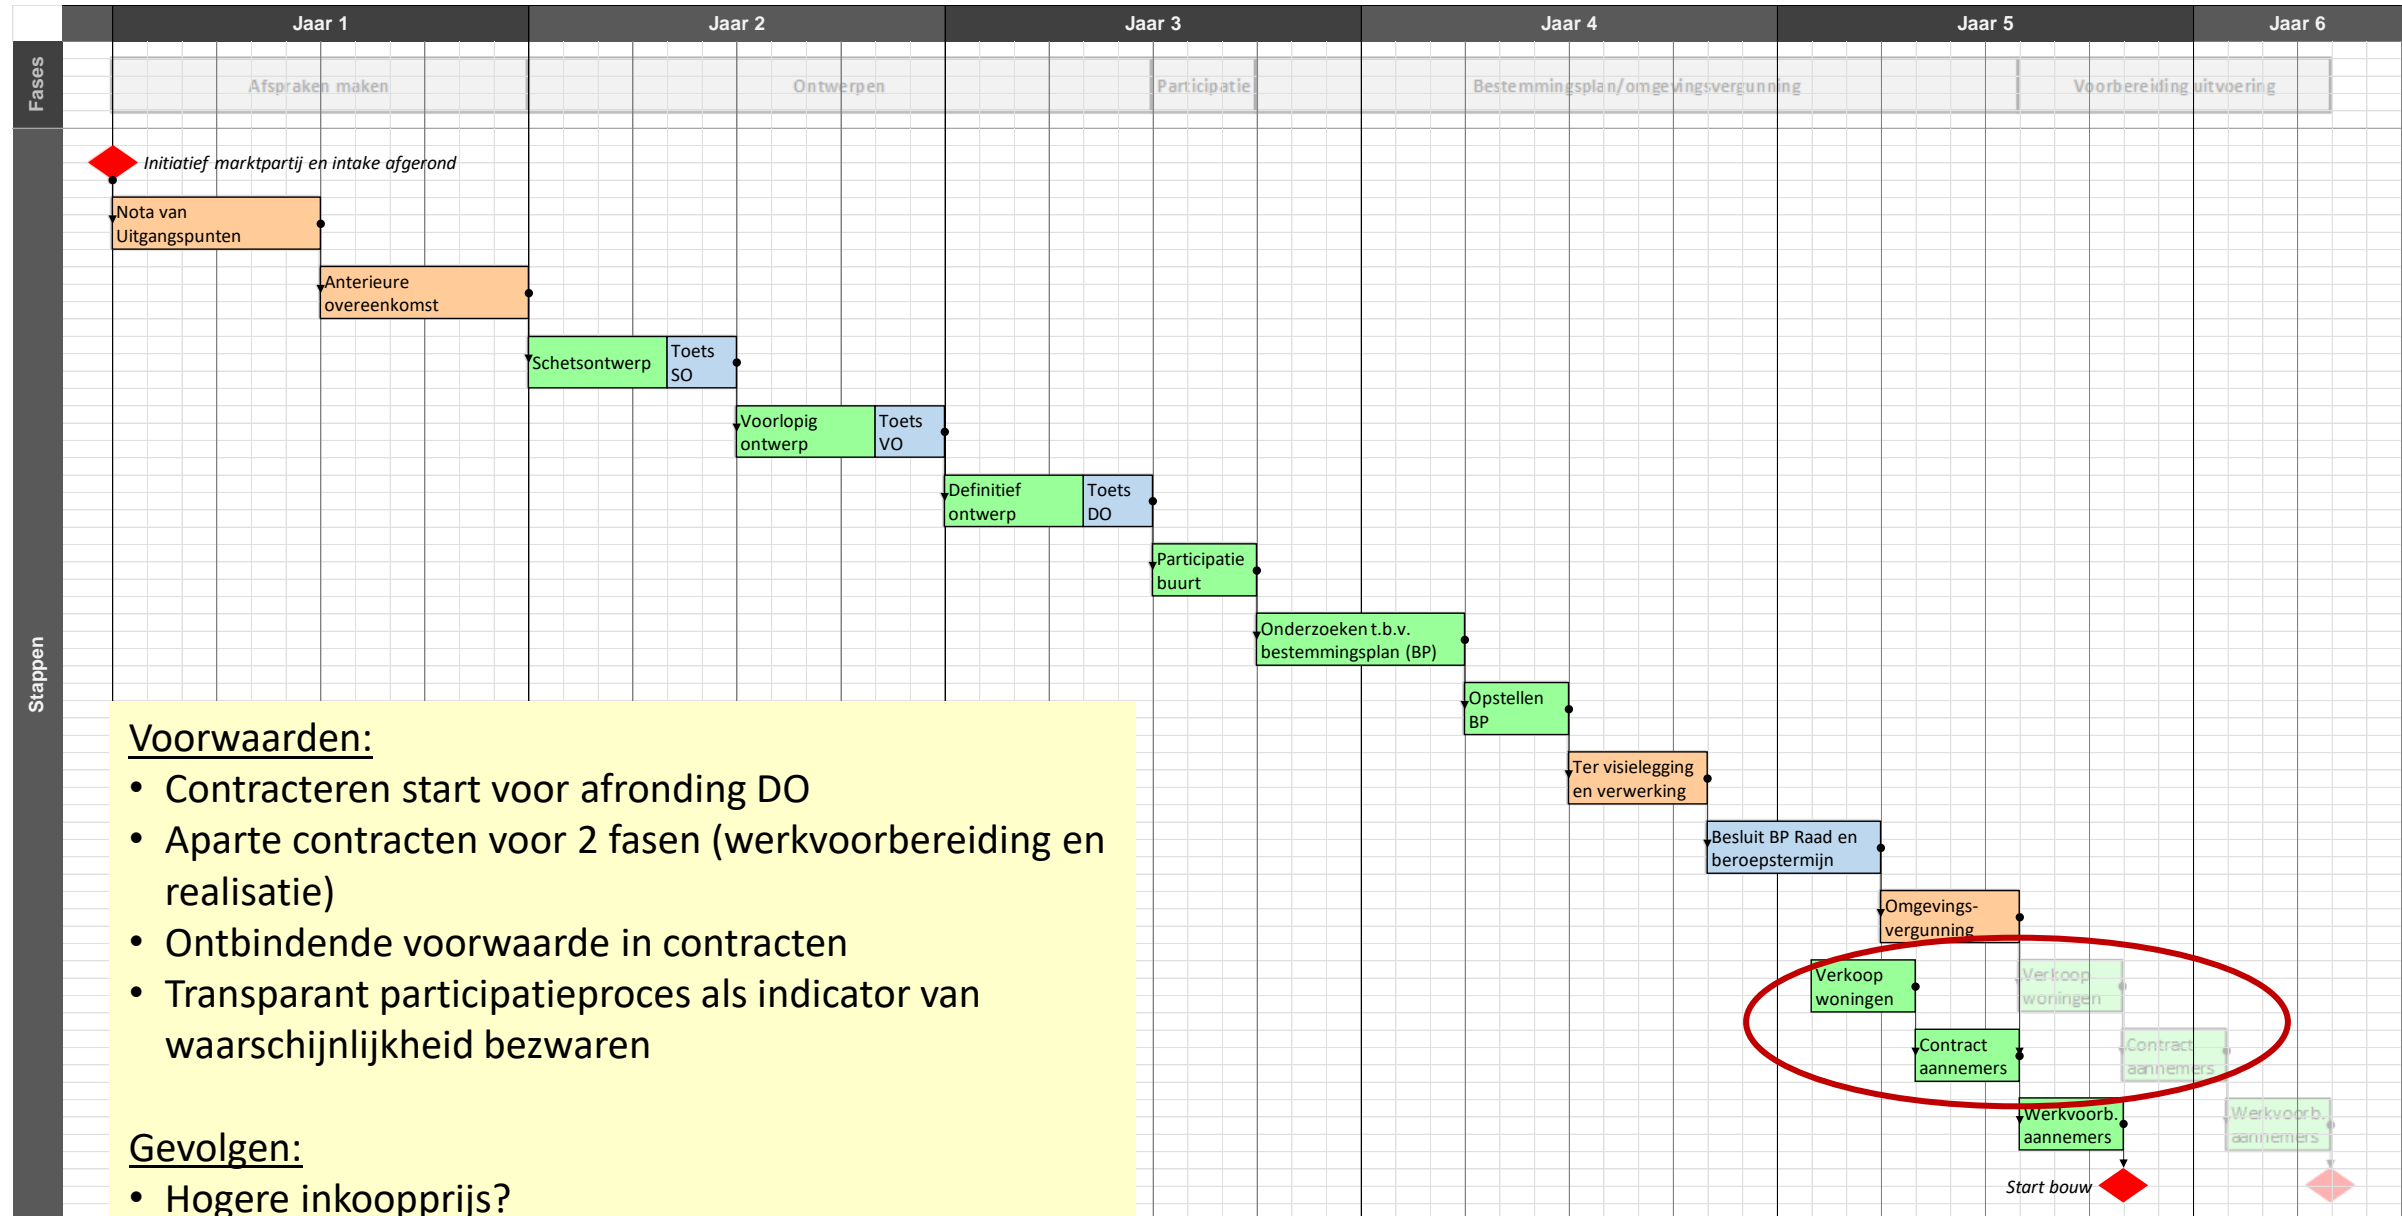 Jaar 1
Jaar 2
Jaar 3
Jaar 4
Jaar 5
Jaar 6
Fases
Afspraken maken
Ontwerpen
Participatie
Bestemmingsplan/omgevingsvergunning
Voorbereiding uitvoering
Stappen
Initiatief marktpartij en intake afgerond
Nota van
Uitgangspunten
Anterieure
overeenkomst
Schetsontwerp
Toets
SO
Voorlopig
ontwerp
Toets
VO
Definitief
ontwerp
Toets
DO
Participatie
buurt
Onderzoeken t.b.v.
bestemmingsplan (BP)
Opstellen
BP
Ter visielegging
en verwerking
Besluit BP Raad en
beroepstermijn
Omgevings-
vergunning
Verkoop
woningen
Verkoop
woningen
Contract
aannemers
Contract
aannemers
Werkvoorb.
aannemers
Werkvoorb.
aannemers
Start bouw
Voorwaarden:
• Contracteren start voor afronding DO
• Aparte contracten voor 2 fasen (werkvoorbereiding en
realisatie)
• Ontbindende voorwaarde in contracten
• Transparant participatieproces als indicator van
waarschijnlijkheid bezwaren
Gevolgen:
• Hogere inkoopprijs?